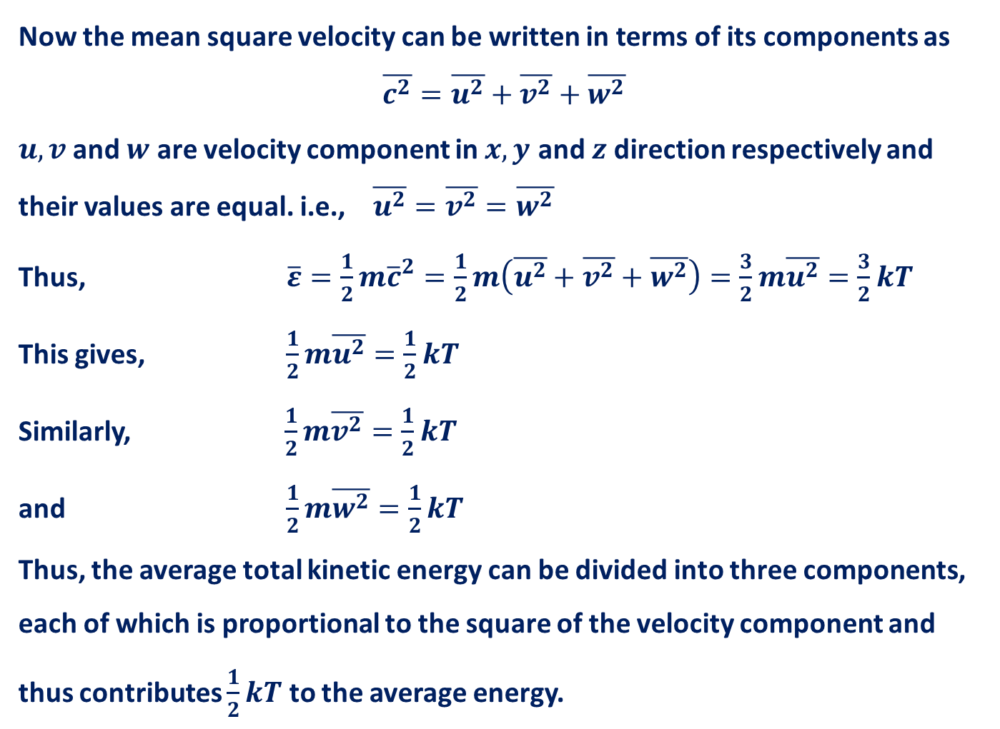 Now the mean square velocity can be written in terms of its components as
$\overline{c^2} = \overline{u^2} + \overline{v^2} + \overline{w^2}$
$u, v$ and $w$ are velocity component in $x, y$ and $z$ direction respectively and
their values are equal. i.e., $\overline{u^2} = \overline{v^2} = \overline{w^2}$
Thus, $\bar{\varepsilon} = \frac{1}{2} m\bar{c}^2 = \frac{1}{2} m(\overline{u^2} + \overline{v^2} + \overline{w^2}) = \frac{3}{2} m\overline{u^2} = \frac{3}{2} kT$
This gives, $\frac{1}{2} m\overline{u^2} = \frac{1}{2} kT$
Similarly, $\frac{1}{2} m\overline{v^2} = \frac{1}{2} kT$
and $\frac{1}{2} m\overline{w^2} = \frac{1}{2} kT$
Thus, the average total kinetic energy can be divided into three components,
each of which is proportional to the square of the velocity component and
thus contributes $\frac{1}{2} kT$ to the average energy.